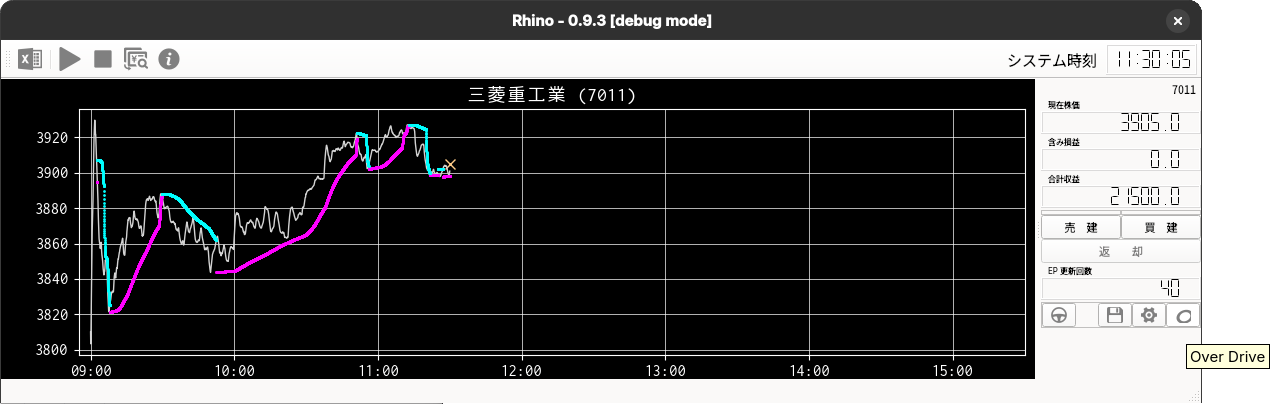 Rhino - 0.9.3 [debug mode]
システム時刻 11:30:05
三菱重工業 (7011)
7011
現在株価
3905.0
含み損益
0.0
合計収益
21500.0
売 建 買 建
返 却
EP 更新回数
40
3920
3900
3880
3860
3840
3820
3800
09:00 10:00 11:00 12:00 13:00 14:00 15:00
Over Drive